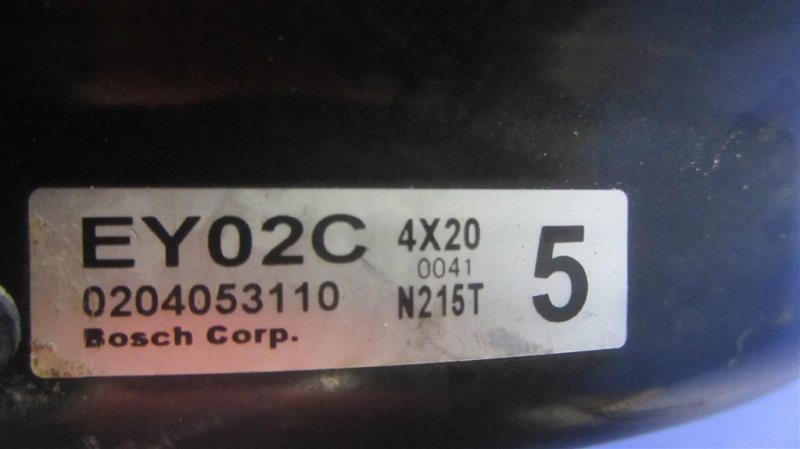 EY02C 4X20 5
0041
0204053110 N215T
Bosch Corp.